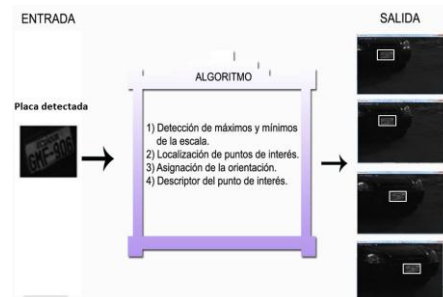 ENTRADA
SALIDA
ALGORITMO
Placa detectada
1) Detección de máximos y mínimos
de la escala.
2) Localización de puntos de interés.
3) Asignación de la orientación.
4) Descriptor del punto de interés.